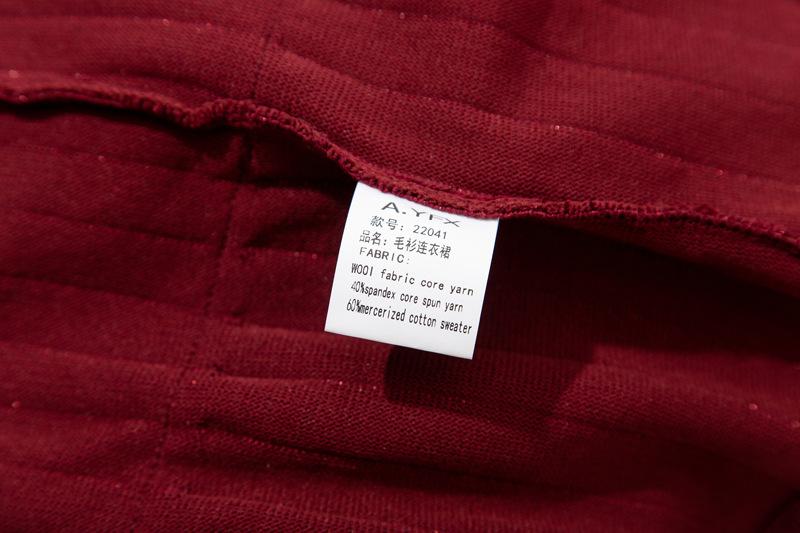 A.YFX
款号：22041
品名：毛衫连衣裙
FABRIC:
WOOl fabric core yarn
40%spandex core spun yarn
60%mercerized cotton sweater